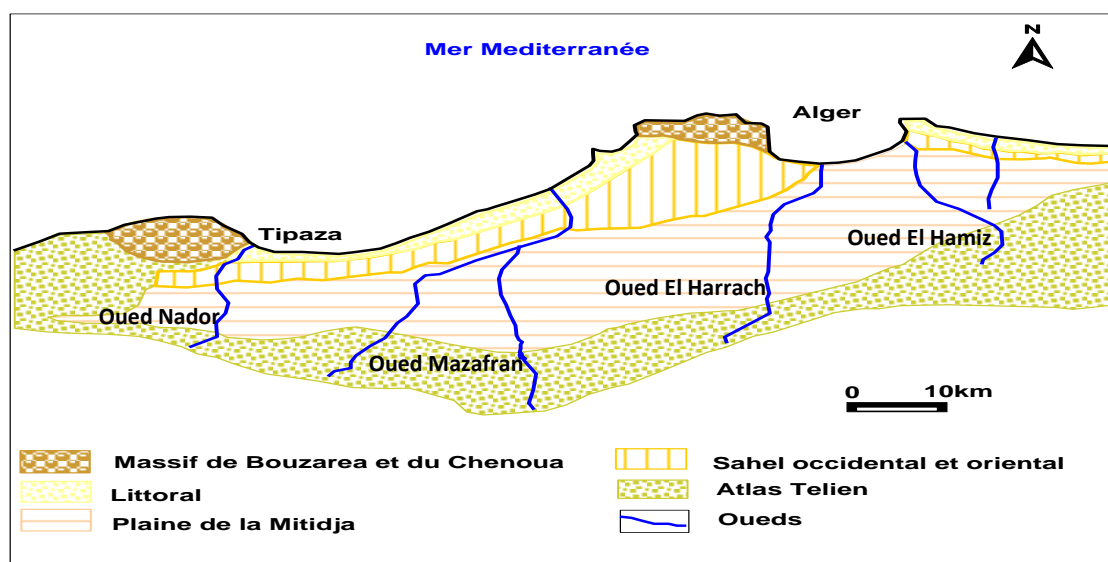 Mer Mediterranée
N
Alger
Tipaza
Oued El Hamiz
Oued El Harrach
Oued Nador
Oued Mazafran
0 10km
Massif de Bouzarea et du Chenoua
Sahel occidental et oriental
Littoral
Atlas Telien
Plaine de la Mitidja
Oueds